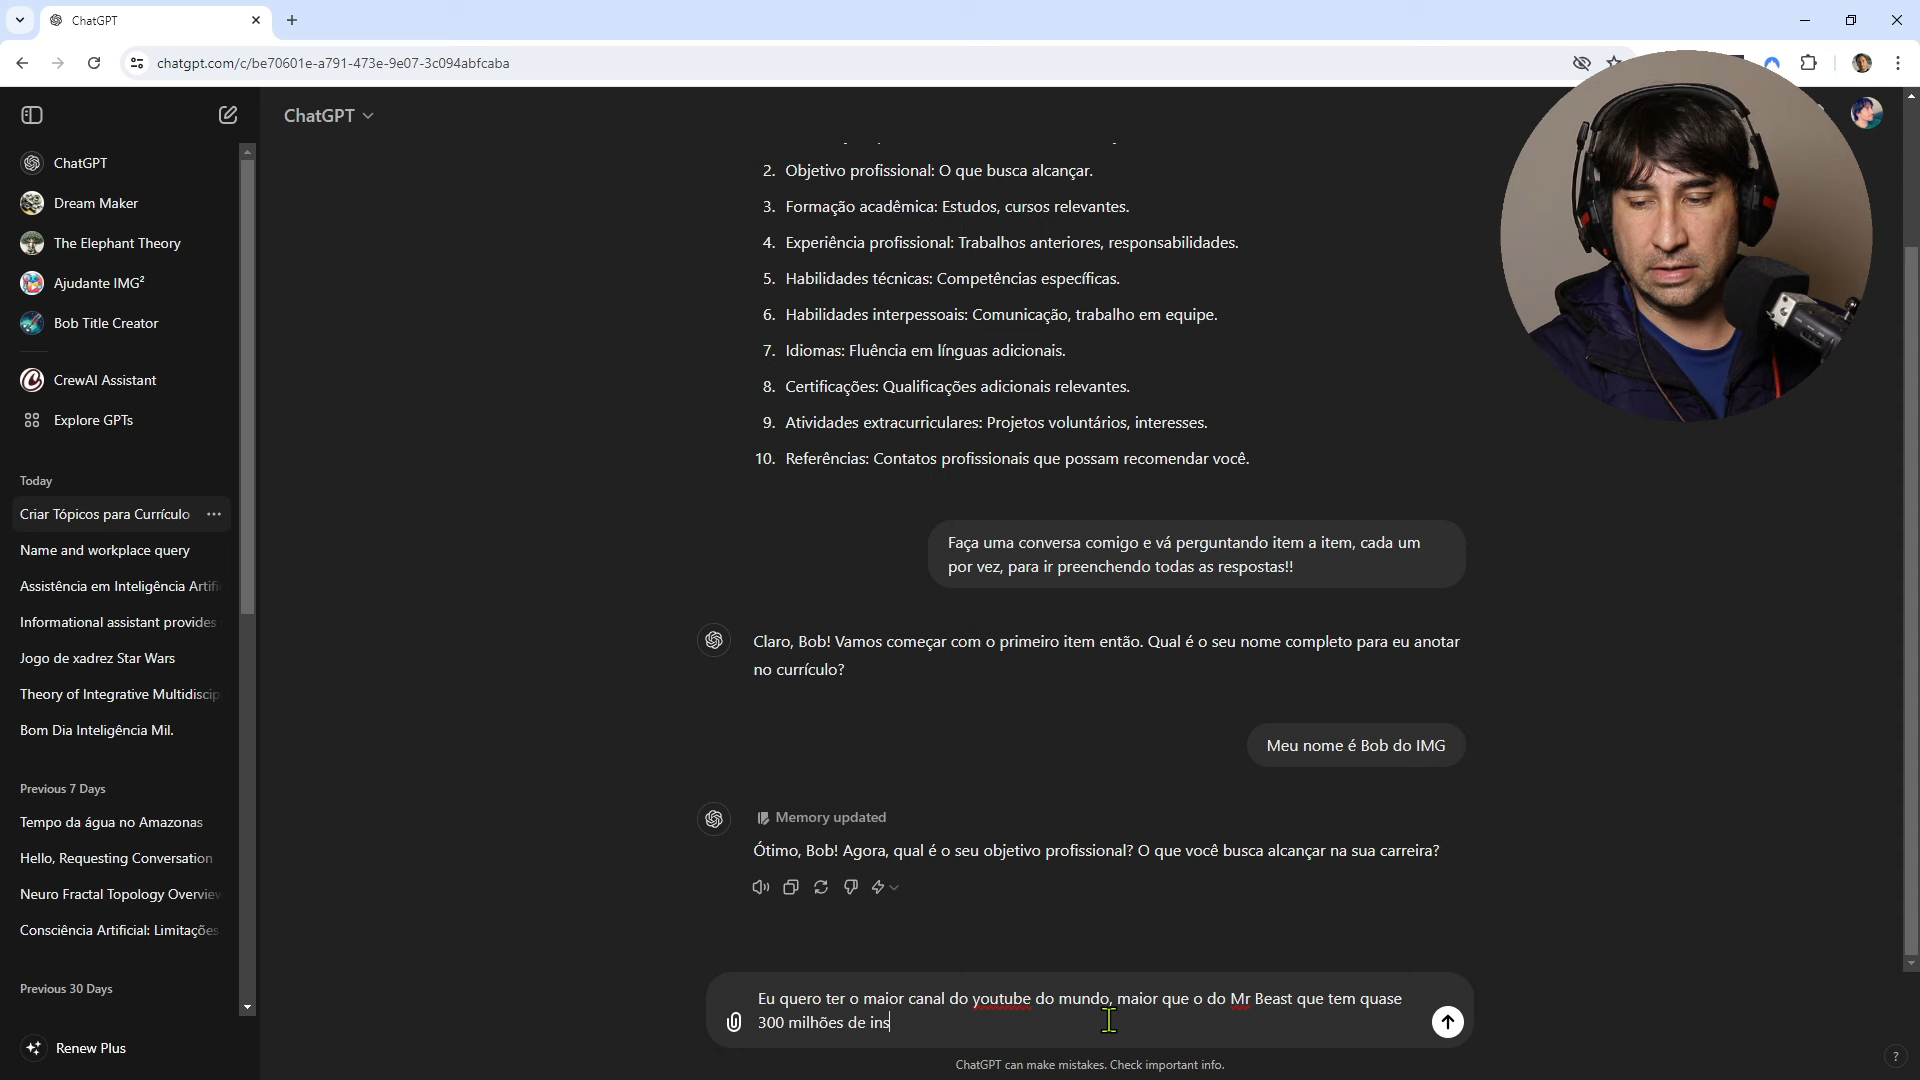 ChatGPT
chatgpt.com/c/be70601e-a791-473e-9e07-3c094abfcaba
ChatGPT
ChatGPT
Dream Maker
The Elephant Theory
Ajudante IMG²
Bob Title Creator
CrewAI Assistant
Explore GPTs
Today
Criar Tópicos para Currículo
Name and workplace query
Assistência em Inteligência Artifi
Informational assistant provides
Jogo de xadrez Star Wars
Theory of Integrative Multidiscip
Bom Dia Inteligência Mil.
Previous 7 Days
Tempo da água no Amazonas
Hello, Requesting Conversation
Neuro Fractal Topology Overview
Consciência Artificial: Limitações
Previous 30 Days
Renew Plus
2. Objetivo profissional: O que busca alcançar.
3. Formação acadêmica: Estudos, cursos relevantes.
4. Experiência profissional: Trabalhos anteriores, responsabilidades.
5. Habilidades técnicas: Competências específicas.
6. Habilidades interpessoais: Comunicação, trabalho em equipe.
7. Idiomas: Fluência em línguas adicionais.
8. Certificações: Qualificações adicionais relevantes.
9. Atividades extracurriculares: Projetos voluntários, interesses.
10. Referências: Contatos profissionais que possam recomendar você.
Faça uma conversa comigo e vá perguntando item a item, cada um
por vez, para ir preenchendo todas as respostas!!
Claro, Bob! Vamos começar com o primeiro item então. Qual é o seu nome completo para eu anotar
no currículo?
Meu nome é Bob do IMG
Memory updated
Ótimo, Bob! Agora, qual é o seu objetivo profissional? O que você busca alcançar na sua carreira?
Eu quero ter o maior canal do youtube do mundo, maior que o do Mr Beast que tem quase
300 milhões de ins
ChatGPT can make mistakes. Check important info.
?